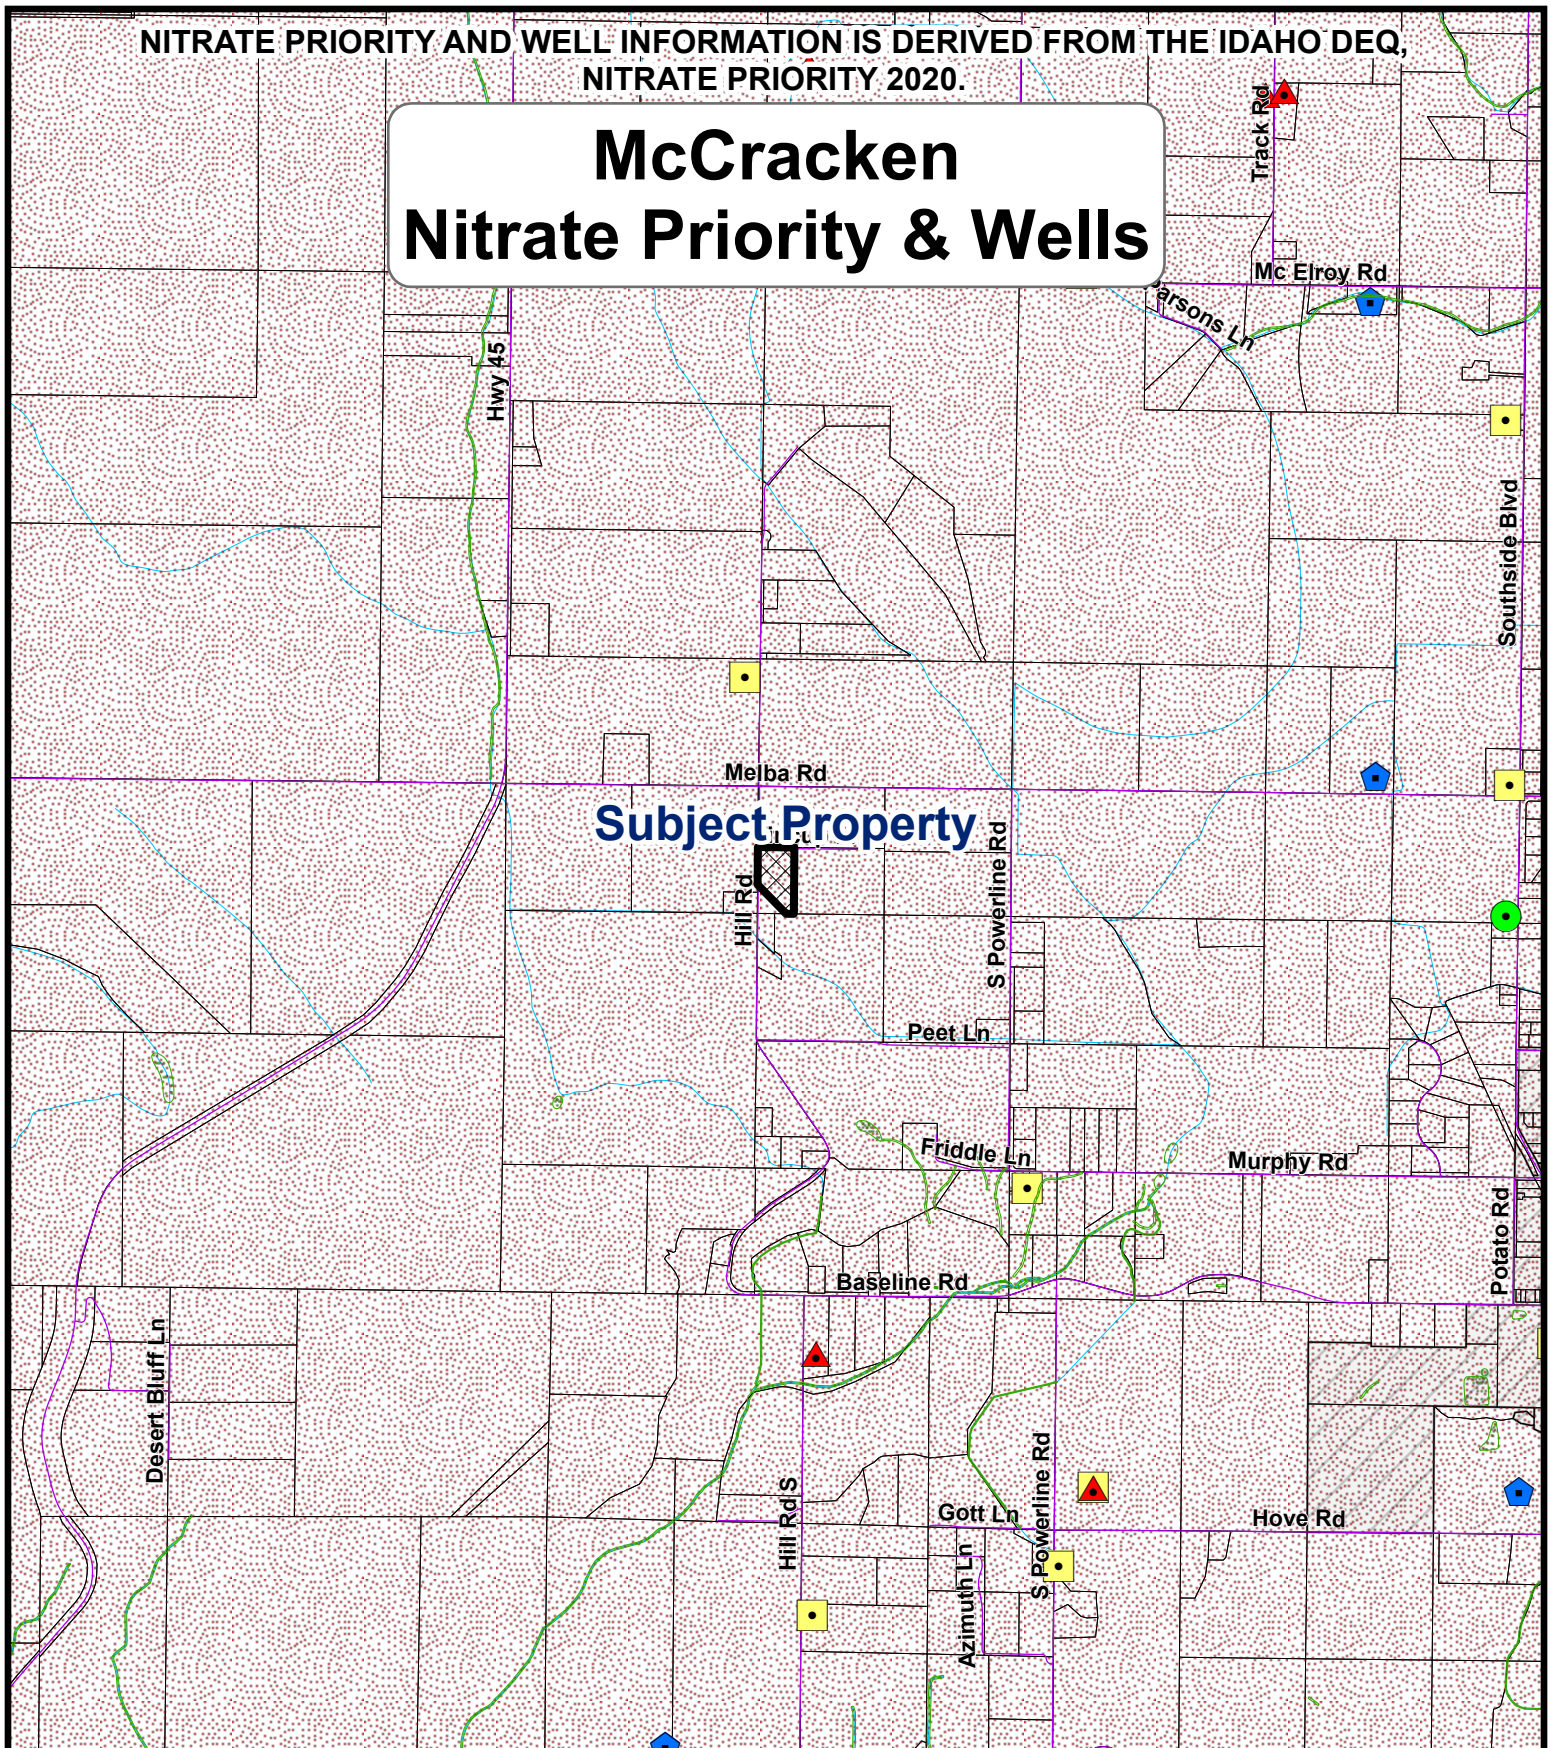 NITRATE PRIORITY AND WELL INFORMATION IS DERIVED FROM THE IDAHO DEQ,
NITRATE PRIORITY 2020.
McCracken
Nitrate Priority & Wells
Track Rd
Mc Elroy Rd
Parsons Ln
Hwy 45
Southside Blvd
Melba Rd
Subject Property
Hill Rd
S Powerline Rd
Peet Ln
Friddle Ln
Murphy Rd
Potato Rd
Baseline Rd
Desert Bluff Ln
Hill Rd S
S Powerline Rd
Gott Ln
Hove Rd
Azimuth Ln